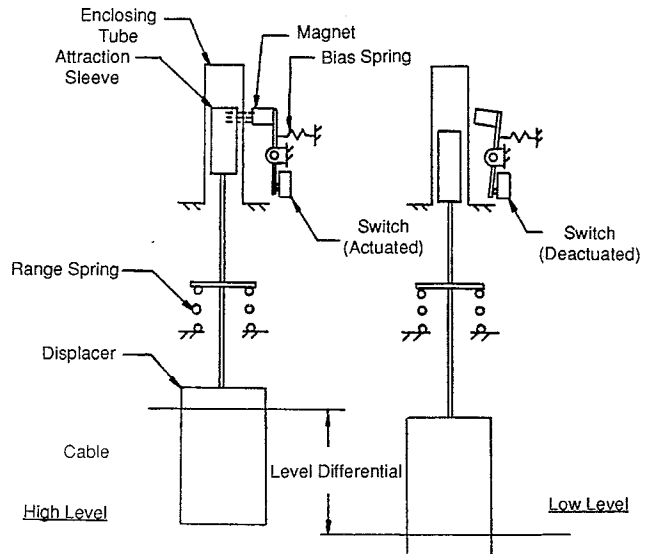 Enclosing
Tube
Attraction
Sleeve
Magnet
Bias Spring
Switch
(Actuated)
Switch
(Deactuated)
Range Spring
Displacer
Cable
Level Differential
High Level
Low Level